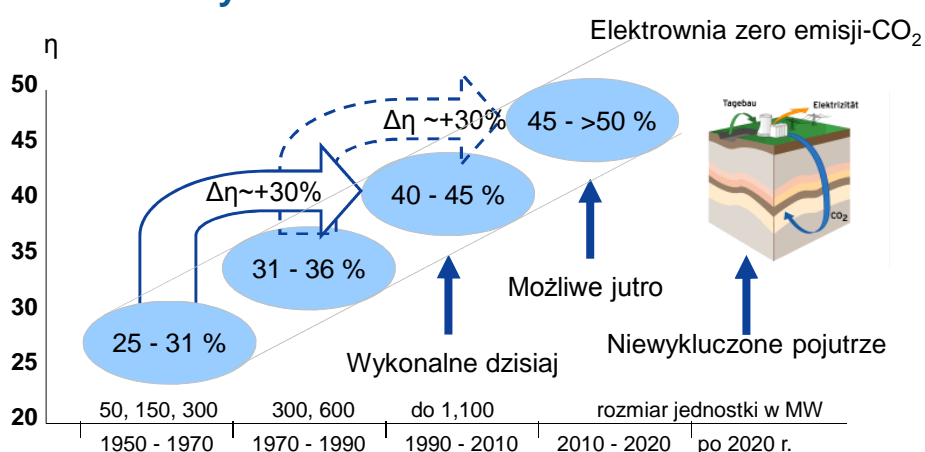 Elektrownia zero emisji-CO₂
η
50
45
40
35
30
25
20
Δη ~+30%
45 - >50 %
Δη~+30%
40 - 45 %
31 - 36 %
25 - 31 %
Tagebau
Elektrizität
CO₂
Możliwe jutro
Wykonalne dzisiaj
Niewykluczone pojutrze
50, 150, 300 300, 600 do 1,100 rozmiar jednostki w MW
1950 - 1970 1970 - 1990 1990 - 2010 2010 - 2020 po 2020 r.